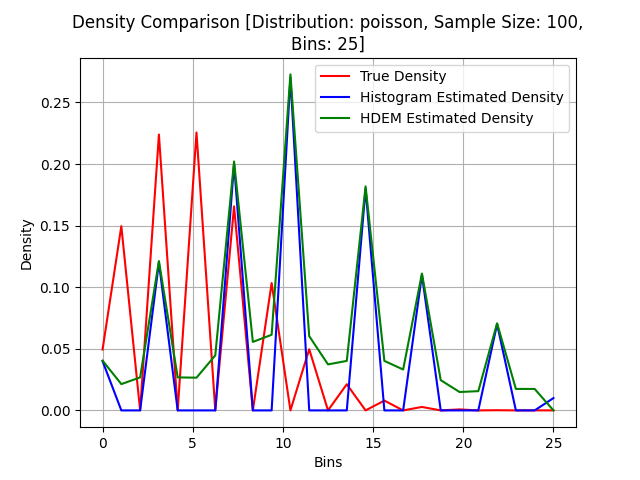 Density Comparison [Distribution: poisson, Sample Size: 100,
Bins: 25]
True Density
Histogram Estimated Density
HDEM Estimated Density
Density
0.25
0.20
0.15
0.10
0.05
0.00
0 5 10 15 20 25
Bins